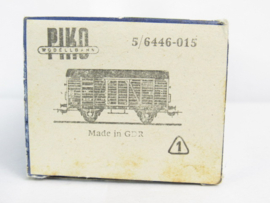 PIKO
MODELLBAHN
5/6446-015
Made in GDR
1